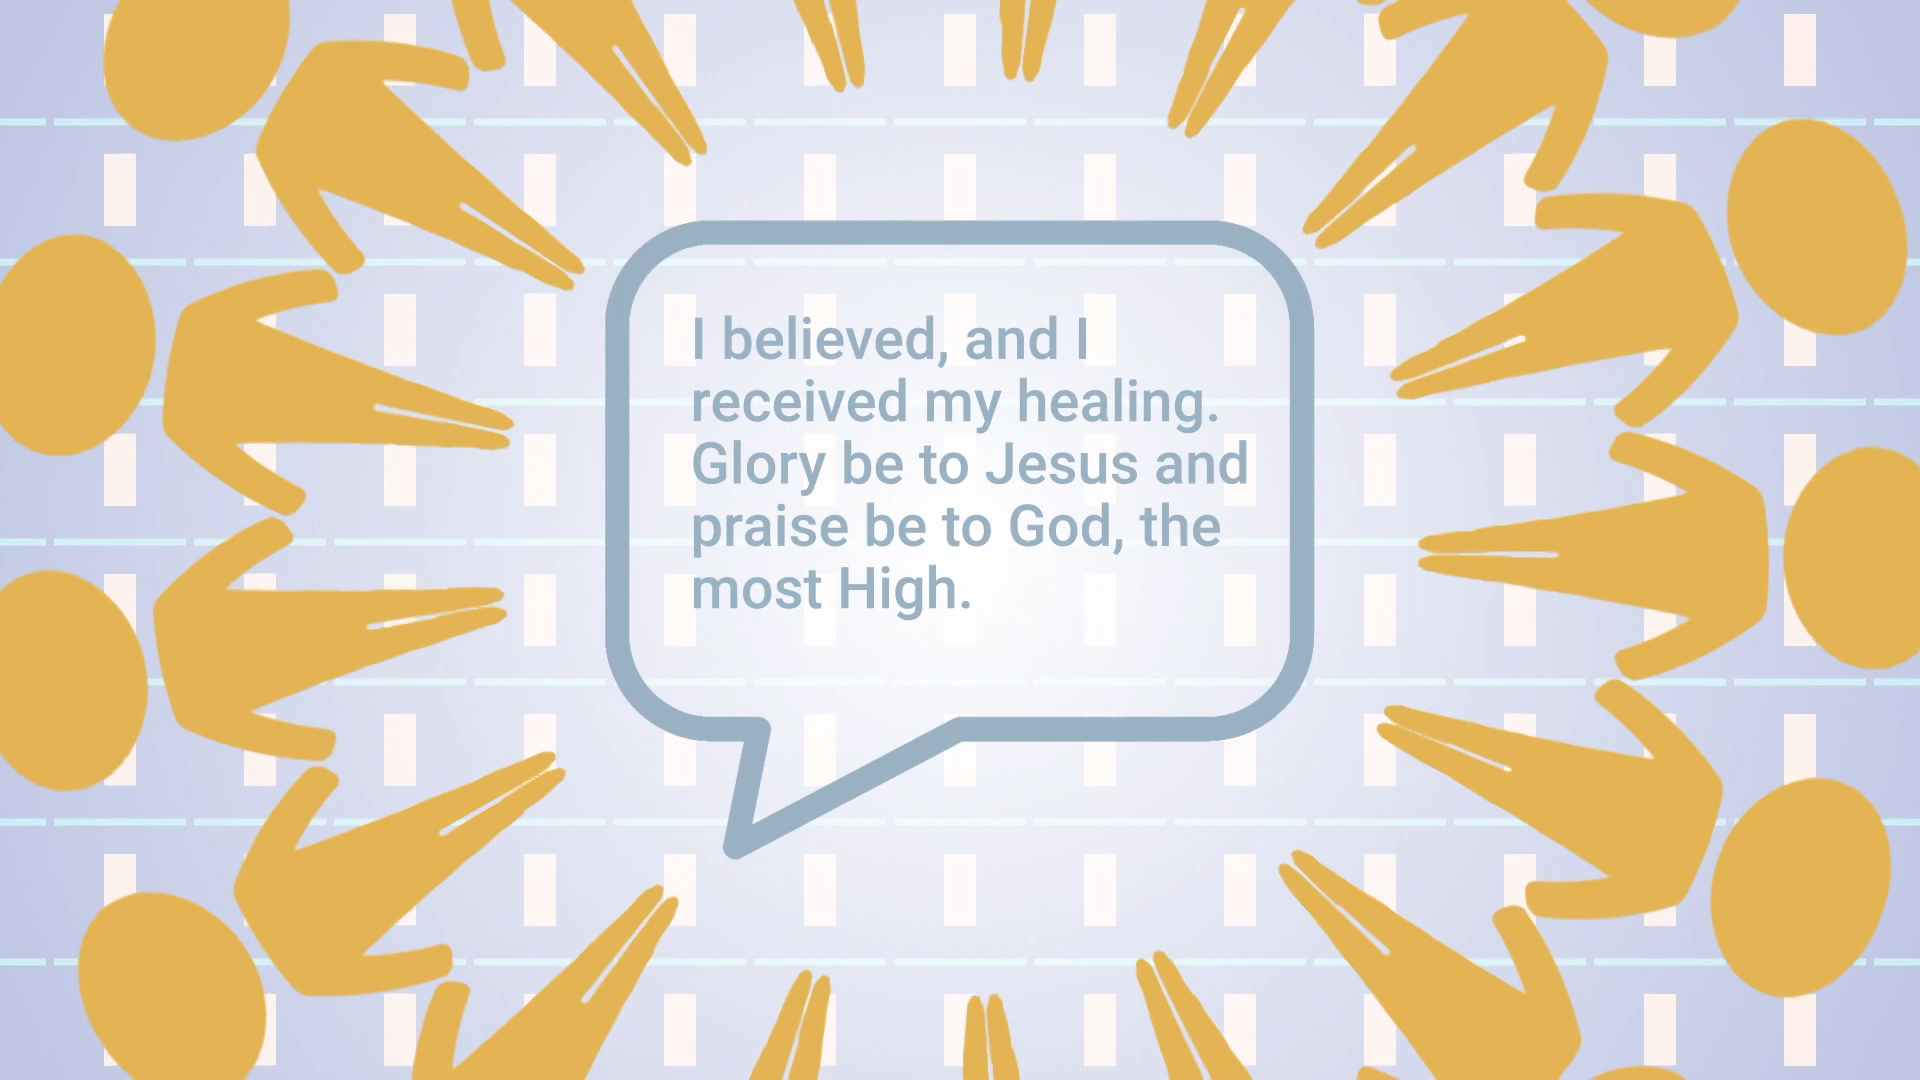 I believed, and I
received my healing.
Glory be to Jesus and
praise be to God, the
most High.